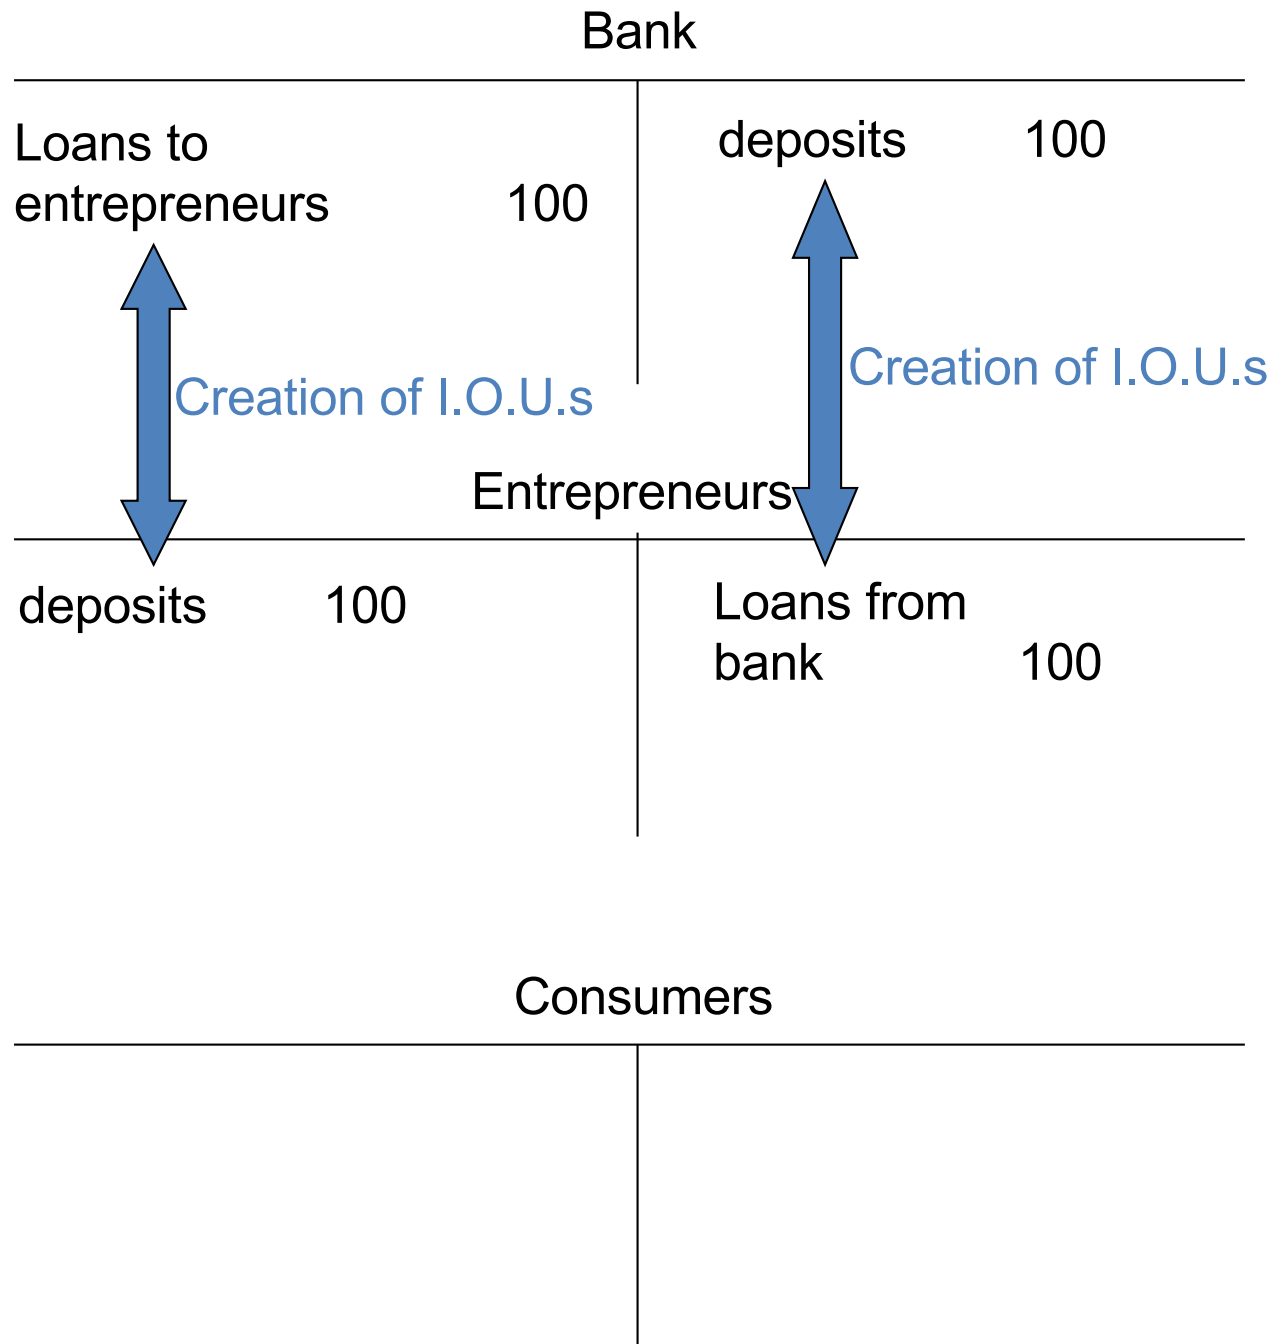 Bank
Loans to
entrepreneurs 100
deposits 100
Creation of I.O.U.s
Creation of I.O.U.s
Entrepreneurs
deposits 100
Loans from
bank 100
Consumers